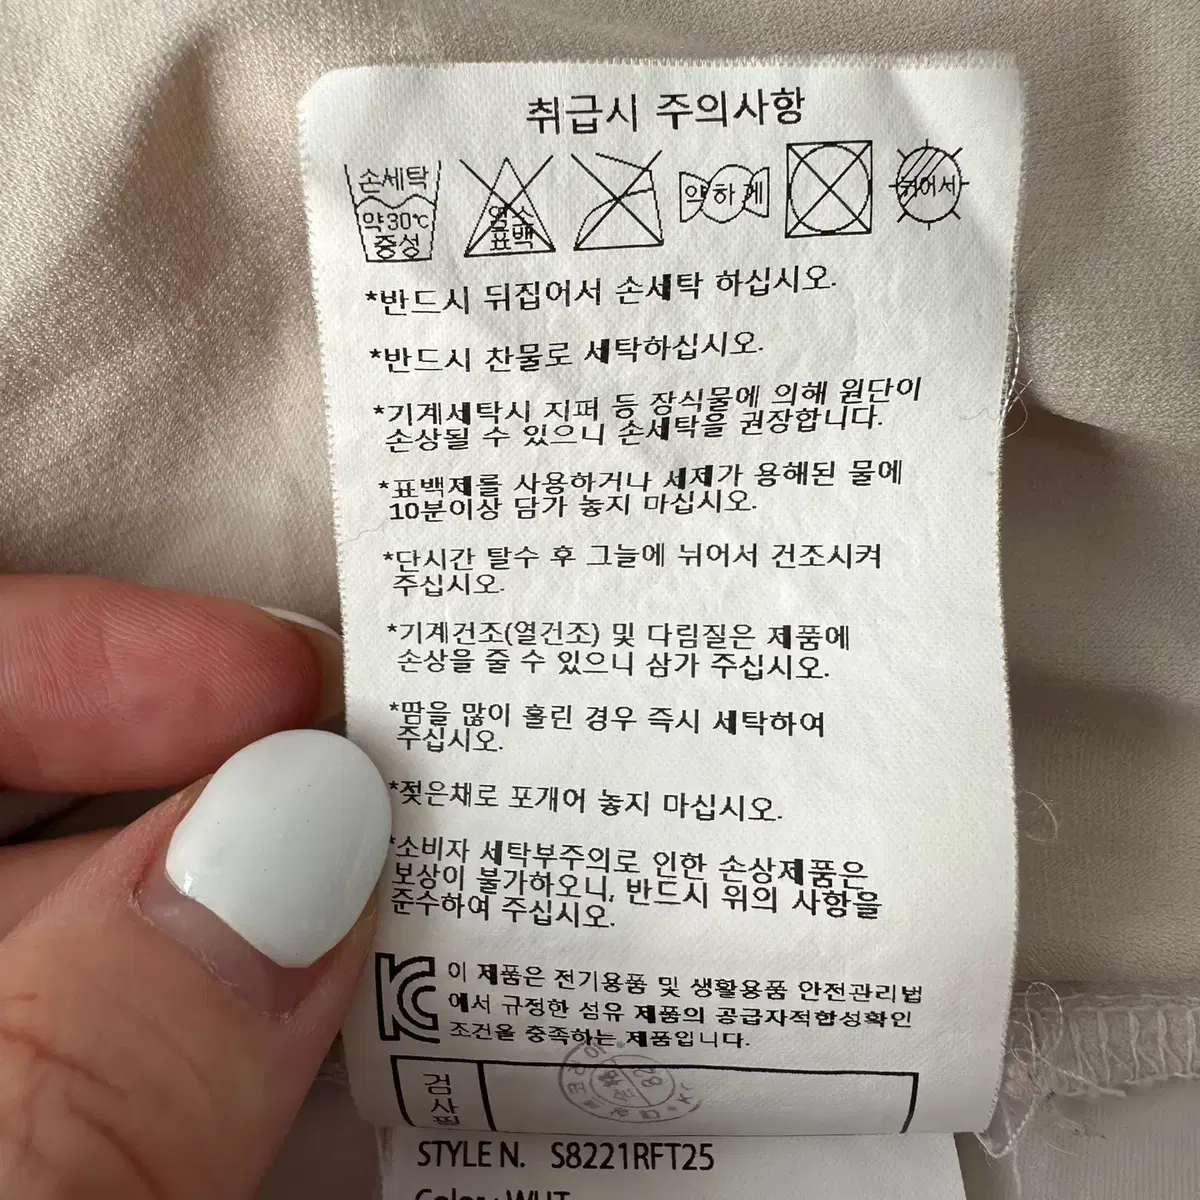 취급시 주의사항
손세탁
약30℃
중성
염소
표백
약하게
뉘어서
*반드시 뒤집어서 손세탁 하십시오.
*반드시 찬물로 세탁하십시오.
*기계세탁시 지퍼 등 장식물에 의해 원단이
손상될 수 있으니 손세탁을 권장합니다.
*표백제를 사용하거나 세제가 용해된 물에
10분이상 담가 놓지 마십시오.
*단시간 탈수 후 그늘에 뉘어서 건조시켜
주십시오.
*기계건조(열건조) 및 다림질은 제품에
손상을 줄 수 있으니 삼가 주십시오.
*땀을 많이 흘린 경우 즉시 세탁하여
주십시오.
*젖은채로 포개어 놓지 마십시오.
*소비자 세탁부주의로 인한 손상제품은
보상이 불가하오니, 반드시 위의 사항을
준수하여 주십시오.
이 제품은 전기용품 및 생활용품 안전관리법
에서 규정한 섬유 제품의 공급자적합성확인
조건을 충족하는 제품입니다.
검사필
STYLE N. S8221RFT25
Color: WHT